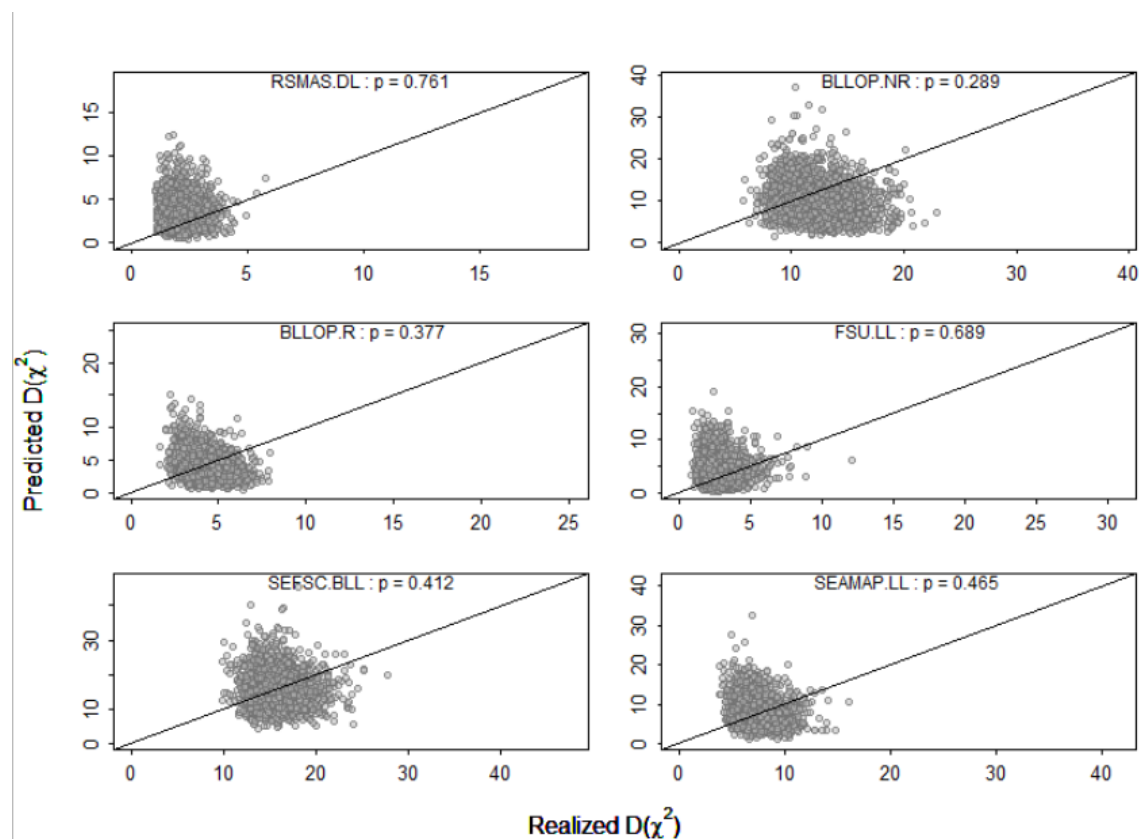 RSMAS.DL : p = 0.761
15
10
5
0
0 5 10 15
BLLOP.NR : p = 0.289
40
30
20
10
0
0 10 20 30 40
BLLOP.R : p = 0.377
20
10
5
0
0 5 10 15 20 25
FSU.LL : p = 0.689
30
20
10
0
0 5 10 15 20 25 30
SEFSC.BLL : p = 0.412
30
10
0
0 10 20 30 40
SEAMAP.LL : p = 0.465
40
30
20
10
0
0 10 20 30 40
Predicted D(χ²)
Realized D(χ²)